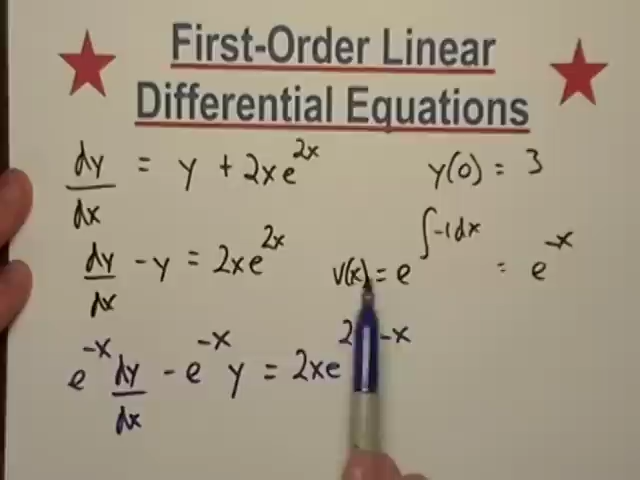 First-Order Linear
Differential Equations
dy/dx = y + 2xe^2x y(0) = 3
dy/dx - y = 2xe^2x v(x) = e^∫-1dx = e^-x
e^-x dy/dx - e^-x y = 2xe^2 -x